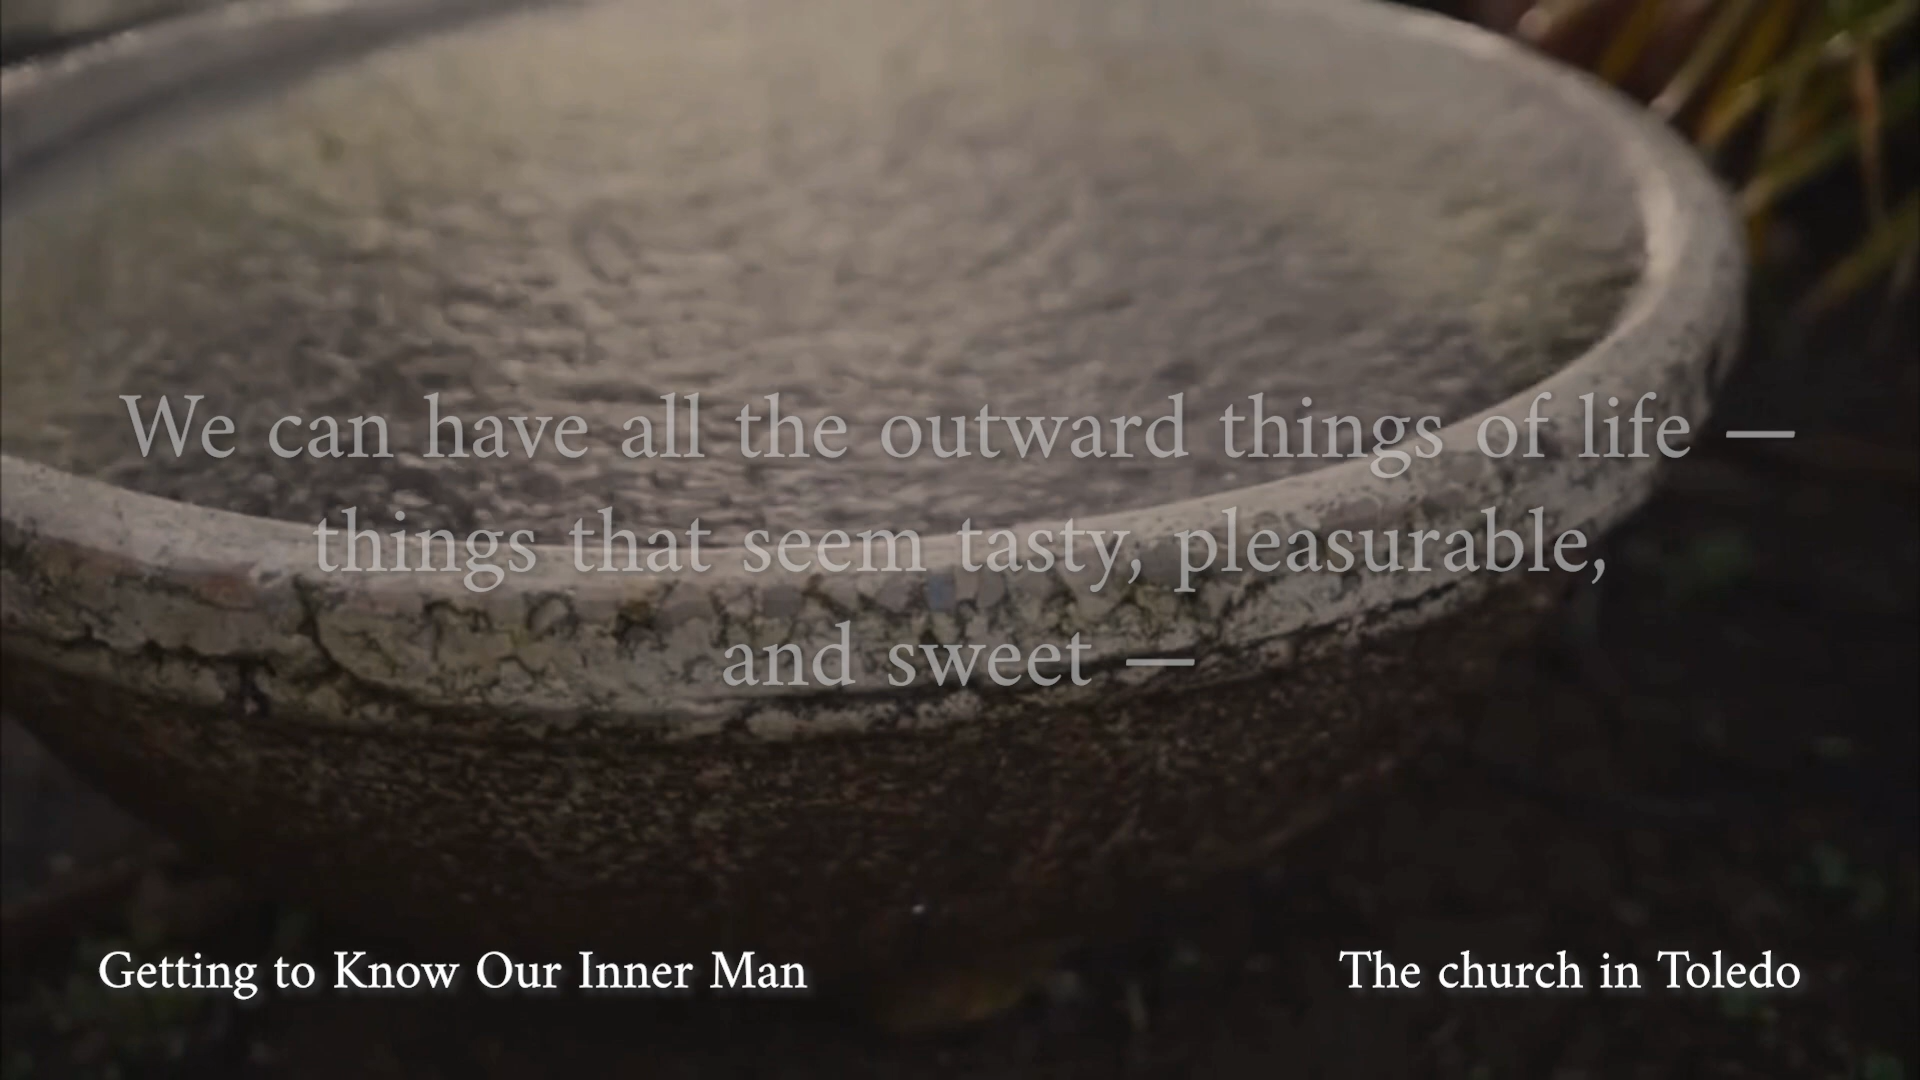 We can have all the outward things of life —
things that seem tasty, pleasurable,
and sweet —
Getting to Know Our Inner Man
The church in Toledo